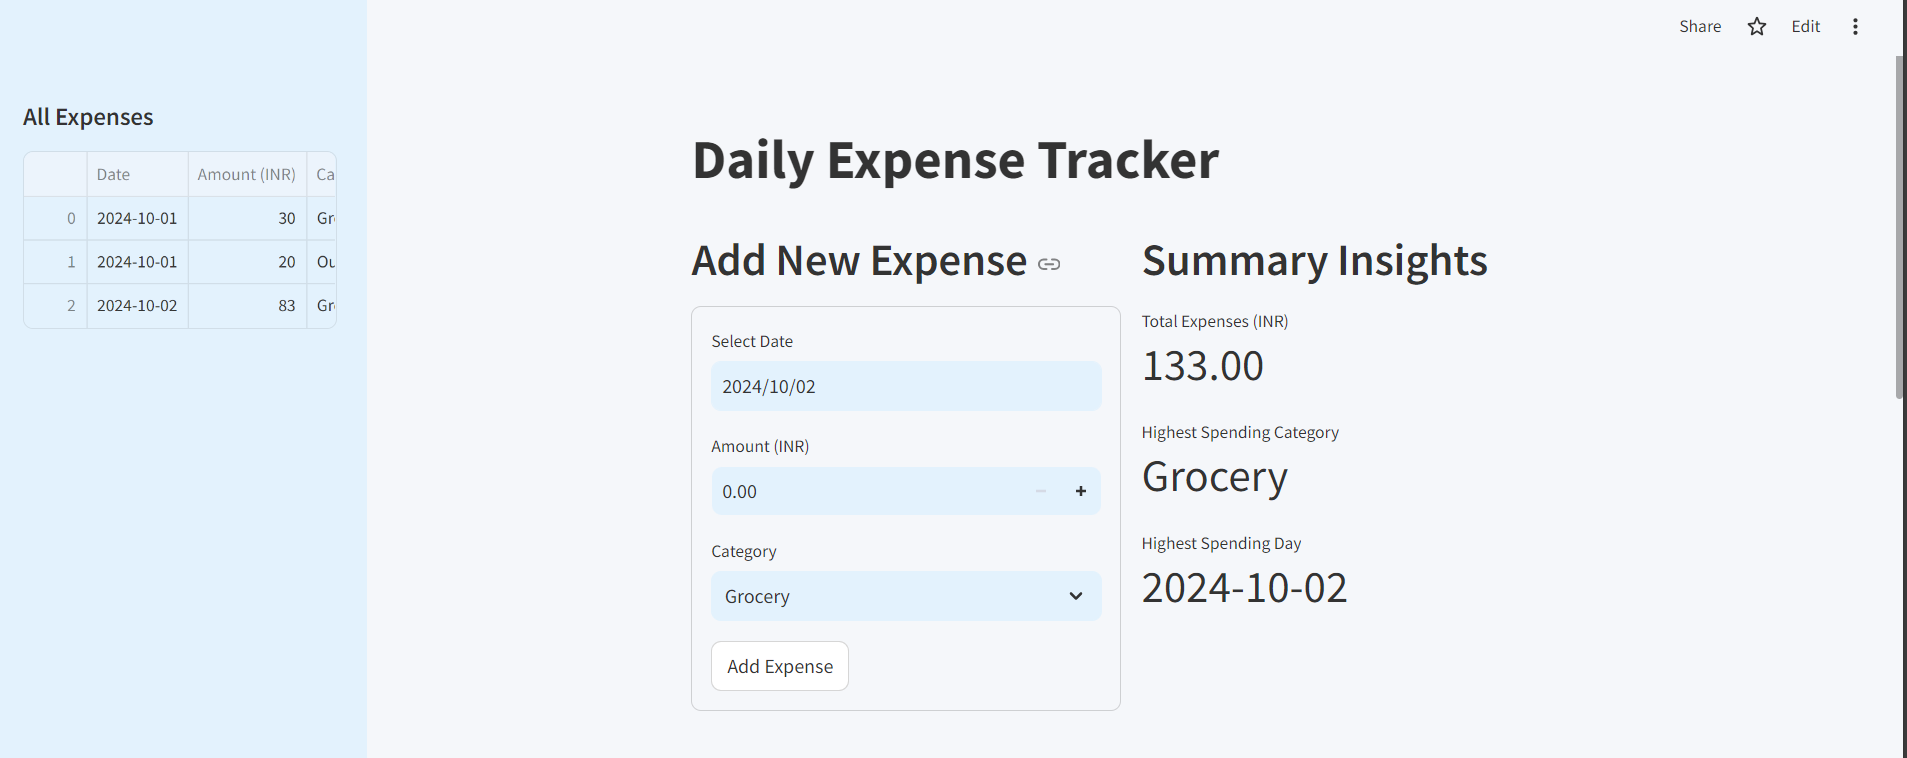 Share Edit
All Expenses
Date Amount (INR) Ca
0 2024-10-01 30 Gr
1 2024-10-01 20 Ou
2 2024-10-02 83 Gr
Daily Expense Tracker
Add New Expense
Select Date
2024/10/02
Amount (INR)
0.00
Category
Grocery
Add Expense
Summary Insights
Total Expenses (INR)
133.00
Highest Spending Category
Grocery
Highest Spending Day
2024-10-02